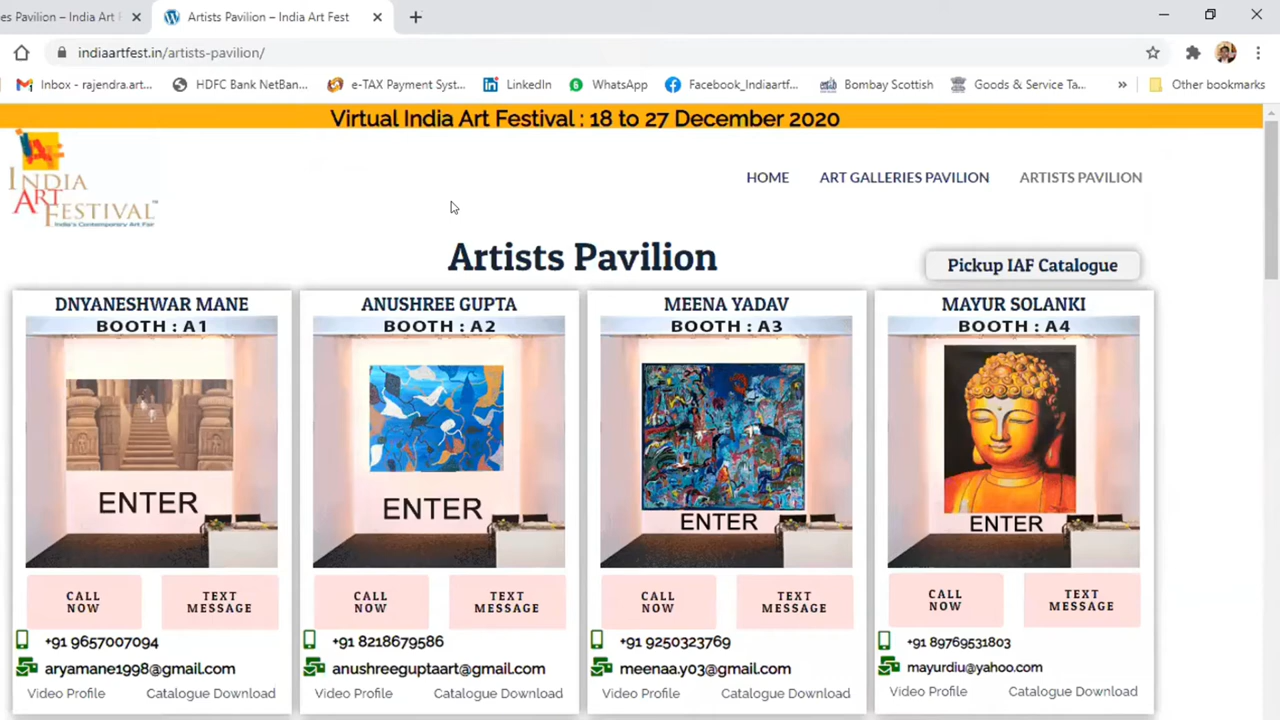 es Pavilion – India Art F
Artists Pavilion – India Art Fest
indiaartfest.in/artists-pavilion/
Inbox - rajendra.art...
HDFC Bank NetBan...
e-TAX Payment Syst...
LinkedIn
WhatsApp
Facebook_Indiaartf...
Bombay Scottish
Goods & Service Ta...
»
Other bookmarks
Virtual India Art Festival : 18 to 27 December 2020
INDIA
ART
FESTIVAL™
India's Contemporary Art Fair
HOME
ART GALLERIES PAVILION
ARTISTS PAVILION
Artists Pavilion
Pickup IAF Catalogue
DNYANESHWAR MANE
BOOTH : A1
ENTER
CALL
NOW
TEXT
MESSAGE
+91 9657007094
aryamane1998@gmail.com
Video Profile
Catalogue Download
ANUSHREE GUPTA
BOOTH : A2
ENTER
CALL
NOW
TEXT
MESSAGE
+91 8218679586
anushreeguptaart@gmail.com
Video Profile
Catalogue Download
MEENA YADAV
BOOTH : A3
ENTER
CALL
NOW
TEXT
MESSAGE
+91 9250323769
meenaa.y03@gmail.com
Video Profile
Catalogue Download
MAYUR SOLANKI
BOOTH : A4
ENTER
CALL
NOW
TEXT
MESSAGE
+91 89769531803
mayurdiu@yahoo.com
Video Profile
Catalogue Download